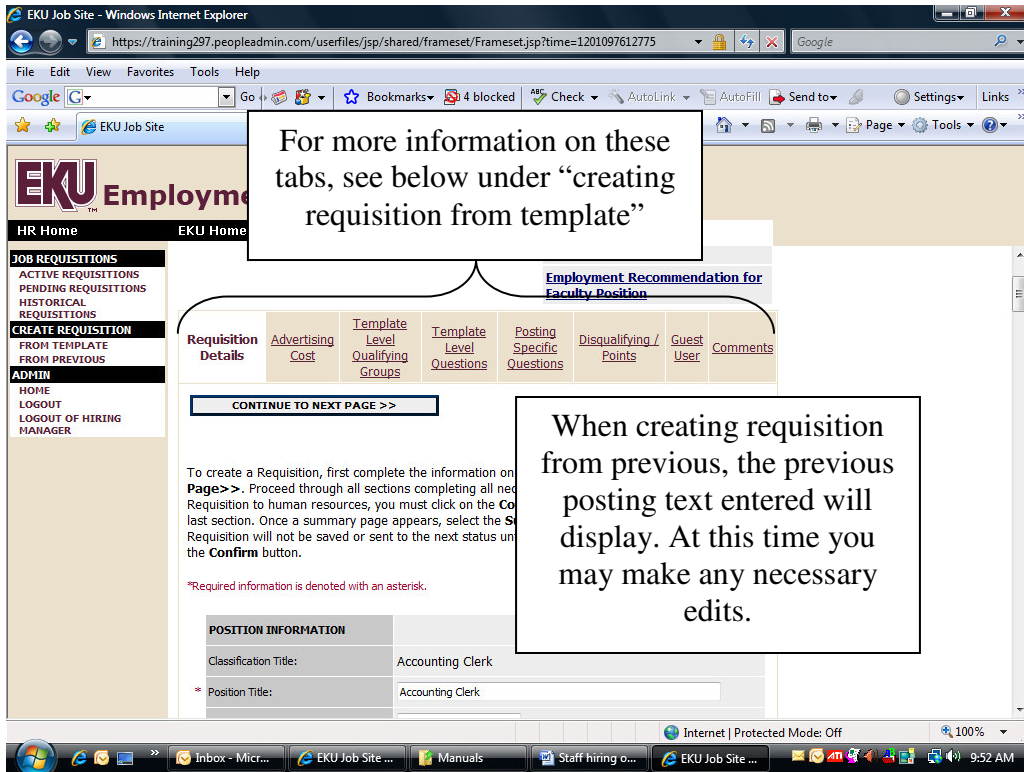 EKU Job Site - Windows Internet Explorer
https://training297.peopleadmin.com/userfiles/jsp/shared/frameset/Frameset.jsp?time=1201097612775
Google
File Edit View Favorites Tools Help
Google G Go Bookmarks 4 blocked ABC Check AutoLink AutoFill Send to Settings Links
EKU Job Site
Page Tools
For more information on these
tabs, see below under “creating
requisition from template”
EKU TM Employme
HR Home EKU Home
JOB REQUISITIONS
ACTIVE REQUISITIONS
PENDING REQUISITIONS
HISTORICAL
REQUISITIONS
CREATE REQUISITION
FROM TEMPLATE
FROM PREVIOUS
ADMIN
HOME
LOGOUT
LOGOUT OF HIRING
MANAGER
Employment Recommendation for
Faculty Position
Requisition
Details
Advertising
Cost
Template
Level
Qualifying
Groups
Template
Level
Questions
Posting
Specific
Questions
Disqualifying /
Points
Guest
User
Comments
CONTINUE TO NEXT PAGE >>
When creating requisition
from previous, the previous
posting text entered will
display. At this time you
may make any necessary
edits.
To create a Requisition, first complete the information on
Page>>. Proceed through all sections completing all nec
Requisition to human resources, you must click on the Co
last section. Once a summary page appears, select the S
Requisition will not be saved or sent to the next status un
the Confirm button.
*Required information is denoted with an asterisk.
POSITION INFORMATION
Classification Title: Accounting Clerk
* Position Title: Accounting Clerk
Internet | Protected Mode: Off 100%
Inbox - Micr... EKU Job Site ... Manuals Staff hiring o... EKU Job Site ... ATI 9:52 AM